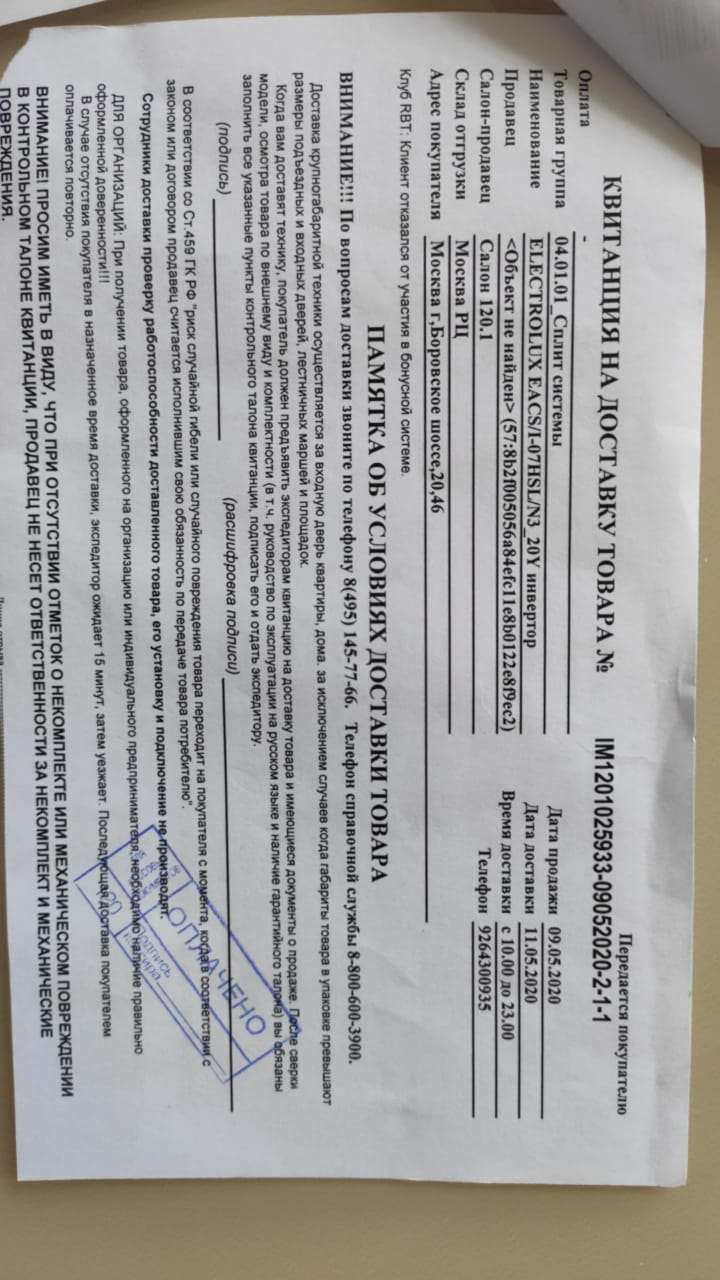 Передается покупателю
КВИТАНЦИЯ НА ДОСТАВКУ ТОВАРА № IM1201025933-09052020-2-1-1
Оплата -
Товарная группа 04.01.01_Сплит системы
Наименование ELECTROLUX EACS/I-07HSL/N3_20Y инвертор
Продавец <Объект не найден> (57:8b2f005056a84efc11e8b0122e8f9ec2)
Салон-продавец Салон 120.1
Склад отгрузки Москва РЦ
Адрес покупателя Москва г,Боровское шоссе,20,46
Дата продажи 09.05.2020
Дата доставки 11.05.2020
Время доставки с 10.00 до 23.00
Телефон 9264300935
Клуб RBT: Клиент отказался от участия в бонусной системе.
ПАМЯТКА ОБ УСЛОВИЯХ ДОСТАВКИ ТОВАРА
ВНИМАНИЕ!!! По вопросам доставки звоните по телефону 8(495) 145-77-66. Телефон справочной службы 8-800-600-3900.
Доставка крупногабаритной техники осуществляется за входную дверь квартиры, дома. за исключением случаев когда габариты товара в упаковке превышают
размеры подъездных и входных дверей, лестничных маршей и площадок.
Когда вам доставят технику, покупатель должен предъявить экспедиторам квитанцию на доставку товара и имеющиеся документы о продаже. После сверки
модели, осмотра товара по внешнему виду и комплектности (в т.ч. руководство по эксплуатации на русском языке и наличие гарантийного талона) вы обязаны
заполнить все указанные пункты контрольного талона квитанции, подписать его и отдать экспедитору.
(подпись) (расшифровка подписи)
В соответствии со Ст.459 ГК РФ "риск случайной гибели или случайного повреждения товара переходит на покупателя с момента, когда в соответствии с
законом или договором продавец считается исполнившим свою обязанность по передаче товара потребителю".
Сотрудники доставки проверку работоспособности доставленного товара, его установку и подключение не производят.
ДЛЯ ОРГАНИЗАЦИЙ: При получении товара, оформленного на организацию или индивидуального предпринимателя, необходимо наличие правильно
оформленной доверенности!!!
В случае отсутствия покупателя в назначенное время доставки, экспедитор ожидает 15 минут, затем уезжает. Последующая доставка покупателем
оплачивается повторно.
ВНИМАНИЕ! ПРОСИМ ИМЕТЬ В ВИДУ, ЧТО ПРИ ОТСУТСТВИИ ОТМЕТОК О НЕКОМПЛЕКТЕ ИЛИ МЕХАНИЧЕСКОМ ПОВРЕЖДЕНИИ
В КОНТРОЛЬНОМ ТАЛОНЕ КВИТАНЦИИ, ПРОДАВЕЦ НЕ НЕСЕТ ОТВЕТСТВЕННОСТИ ЗА НЕКОМПЛЕКТ И МЕХАНИЧЕСКИЕ
ПОВРЕЖДЕНИЯ.
Линия отрыва
ОПЛАЧЕНО
Подпись
кассира
20